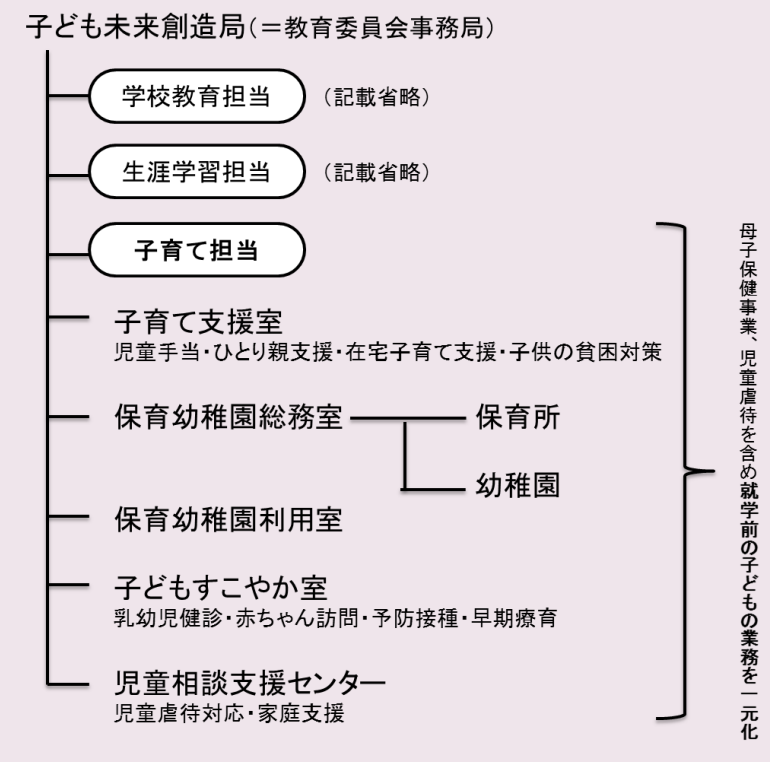 子ども未来創造局(＝教育委員会事務局)
学校教育担当 (記載省略)
生涯学習担当 (記載省略)
子育て担当
子育て支援室
児童手当・ひとり親支援・在宅子育て支援・子供の貧困対策
保育幼稚園総務室 保育所
幼稚園
保育幼稚園利用室
子どもすこやか室
乳幼児健診・赤ちゃん訪問・予防接種・早期療育
児童相談支援センター
児童虐待対応・家庭支援
母子保健事業、児童虐待を含め就学前の子どもの業務を一元化